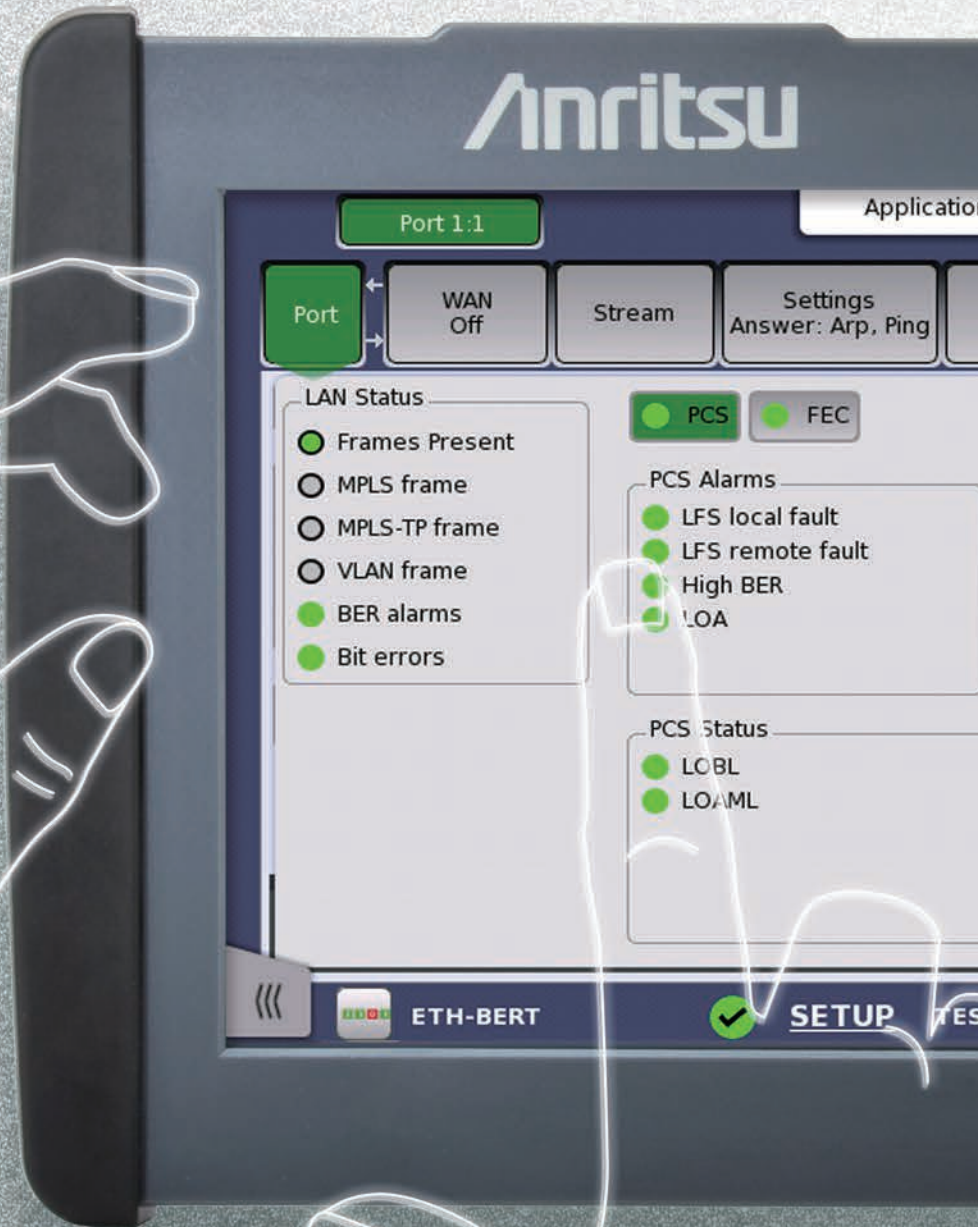 Anritsu
Port 1:1
Port
WAN
Off
Stream
Settings
Answer: Arp, Ping
LAN Status
Frames Present
MPLS frame
MPLS-TP frame
VLAN frame
BER alarms
Bit errors
PCS
FEC
PCS Alarms
LFS local fault
LFS remote fault
High BER
LOA
PCS Status
LOBL
LOAML
ETH-BERT
SETUP